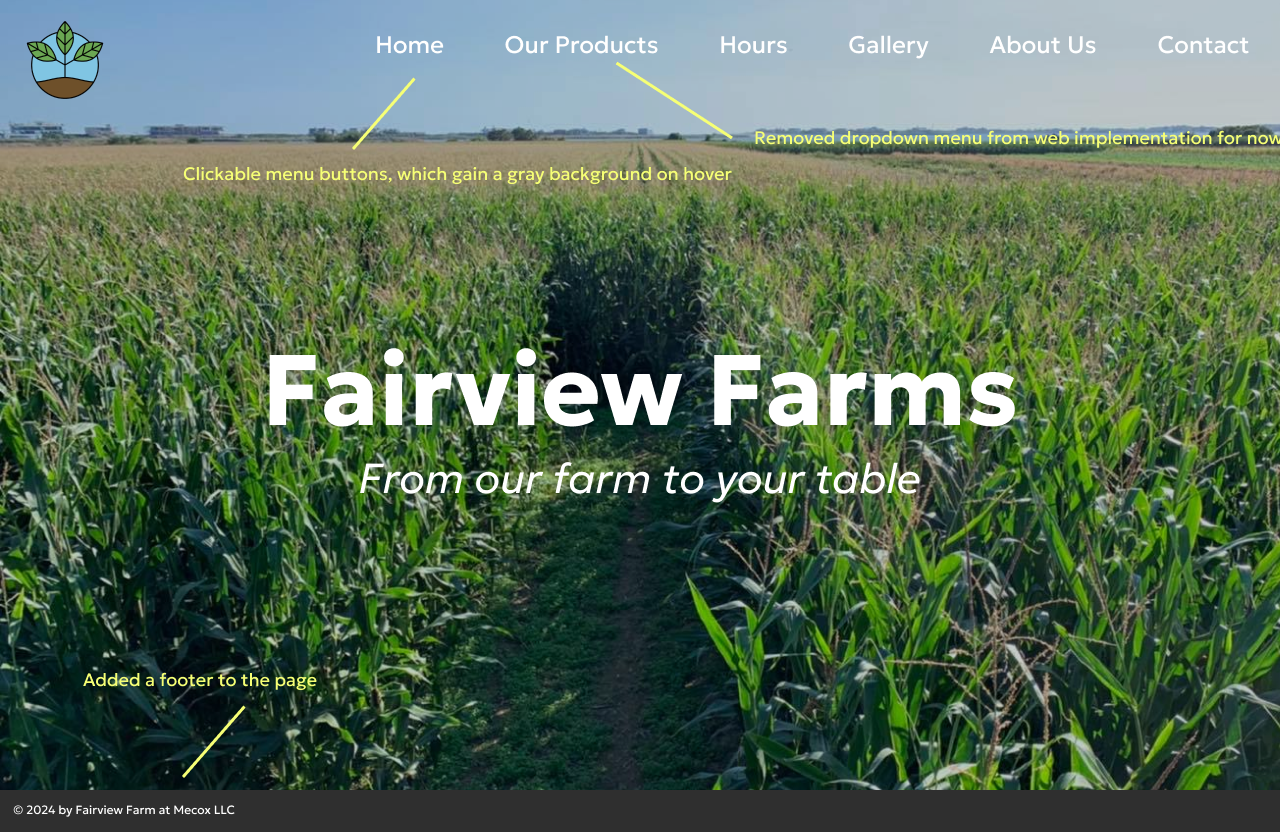 Home Our Products Hours Gallery About Us Contact
Removed dropdown menu from web implementation for now
Clickable menu buttons, which gain a gray background on hover
Fairview Farms
From our farm to your table
Added a footer to the page
© 2024 by Fairview Farm at Mecox LLC